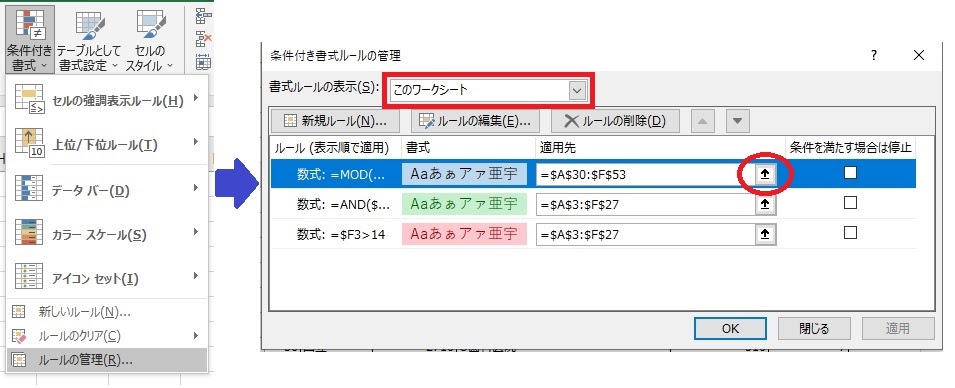 条件付き
書式
テーブルとして
書式設定
セルの
スタイル
セルの強調表示ルール(H)
上位/下位ルール(T)
データ バー(D)
カラー スケール(S)
アイコン セット(I)
新しいルール(N)...
ルールのクリア(C)
ルールの管理(R)...
条件付き書式ルールの管理
書式ルールの表示(S):
このワークシート
新規ルール(N)... ルールの編集(E)... ルールの削除(D)
ルール (表示順で適用) 書式 適用先 条件を満たす場合は停止
数式: =MOD(... Aaあぁアァ亜宇 =$A$30:$F$53
数式: =AND($... Aaあぁアァ亜宇 =$A$3:$F$27
数式: =$F3>14 Aaあぁアァ亜宇 =$A$3:$F$27
OK 閉じる 適用